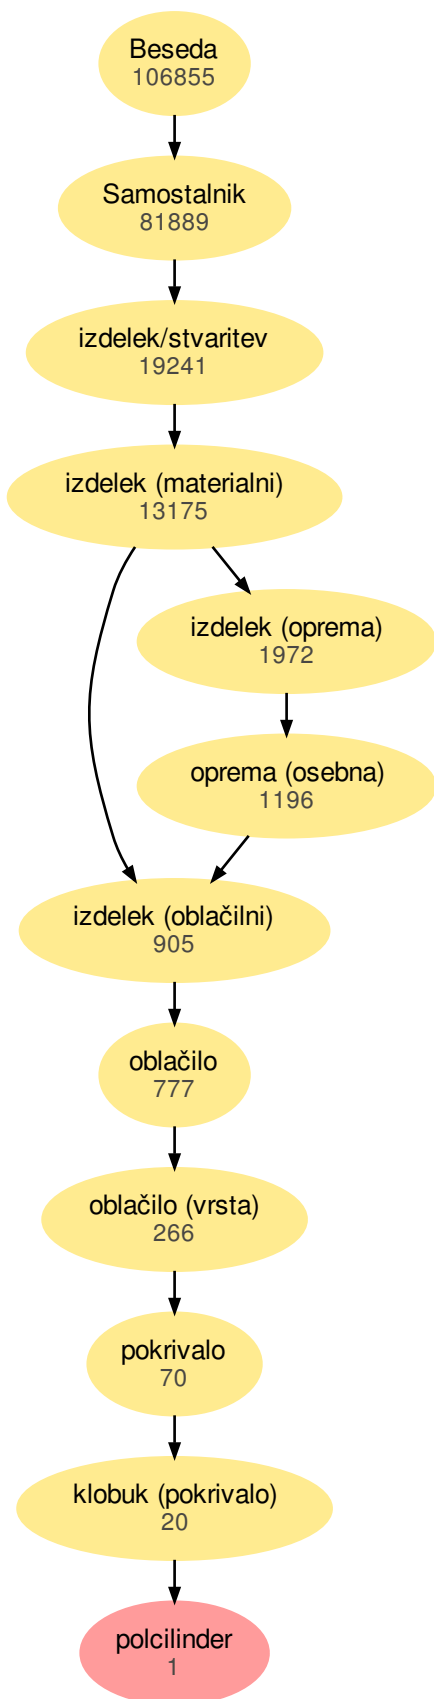 Beseda
106855
Samostalnik
81889
izdelek/stvaritev
19241
izdelek (materialni)
13175
izdelek (oprema)
1972
oprema (osebna)
1196
izdelek (oblačilni)
905
oblačilo
777
oblačilo (vrsta)
266
pokrivalo
70
klobuk (pokrivalo)
20
polcilinder
1